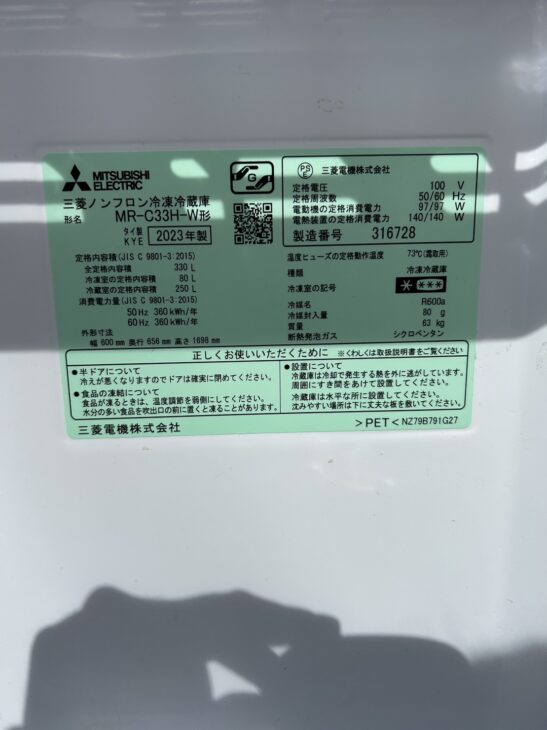 MITSUBISHI
ELECTRIC
G
三菱ノンフロン冷凍冷蔵庫
形名 MR-C33H-W形
タイ製
KYE 2023年製
定格内容積(JIS C 9801-3:2015)
全定格内容積 330 L
冷凍室の定格内容積 80 L
冷蔵室の定格内容積 250 L
消費電力量(JIS C 9801-3:2015)
50 Hz 360 kWh/年
60 Hz 360 kWh/年
外形寸法
幅 600 mm 奥行 656 mm 高さ 1698 mm
三菱電機株式会社
定格電圧 100 V
定格周波数 50/60 Hz
電動機の定格消費電力 97/97 W
電熱装置の定格消費電力 140/140 W
製造番号 316728
温度ヒューズの定格動作温度 73℃(霜取用)
種類 冷凍冷蔵庫
冷凍室の記号 * ***
冷媒名 R600a
冷媒封入量 80 g
質量 63 kg
断熱発泡ガス シクロペンタン
正しくお使いいただくために ※くわしくは取扱説明書をご覧ください
●半ドアについて
冷えが悪くなりますのでドアは確実に閉めてください。
●食品の凍結について
食品が凍るときは、温度調節を弱側にしてください。
水分の多い食品を吹出口の前に置くと凍ることがあります。
●設置について
冷蔵庫は冷却で発生する熱を外に逃がしています。
周囲にすき間をあけて設置してください。
冷蔵庫は水平な所に設置してください。
沈みやすい場所は下に丈夫な板を敷いてください。
三菱電機株式会社
>PET< NZ79B791G27